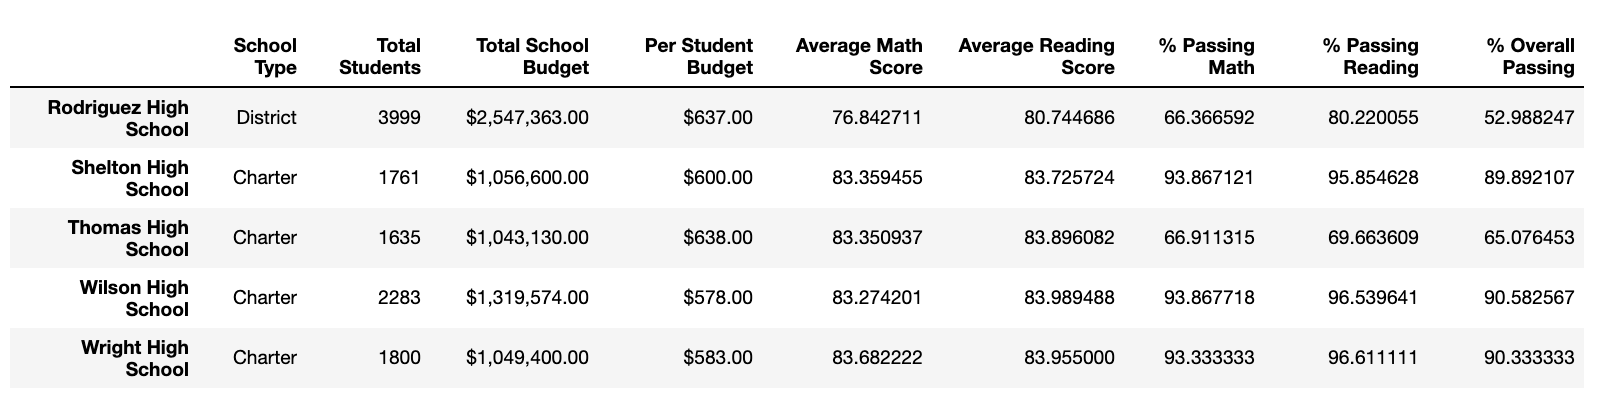 School Type Total Students Total School Budget Per Student Budget Average Math Score Average Reading Score % Passing Math % Passing Reading % Overall Passing
Rodriguez High School District 3999 $2,547,363.00 $637.00 76.842711 80.744686 66.366592 80.220055 52.988247
Shelton High School Charter 1761 $1,056,600.00 $600.00 83.359455 83.725724 93.867121 95.854628 89.892107
Thomas High School Charter 1635 $1,043,130.00 $638.00 83.350937 83.896082 66.911315 69.663609 65.076453
Wilson High School Charter 2283 $1,319,574.00 $578.00 83.274201 83.989488 93.867718 96.539641 90.582567
Wright High School Charter 1800 $1,049,400.00 $583.00 83.682222 83.955000 93.333333 96.611111 90.333333